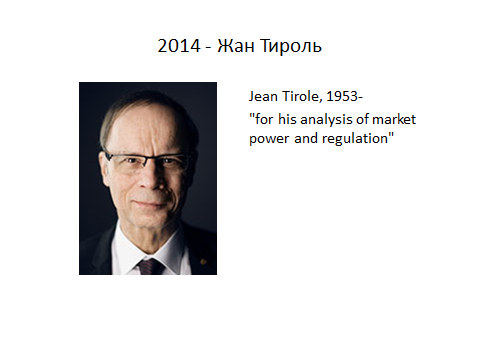 2014 - Жан Тироль
Jean Tirole, 1953-
"for his analysis of market
power and regulation"